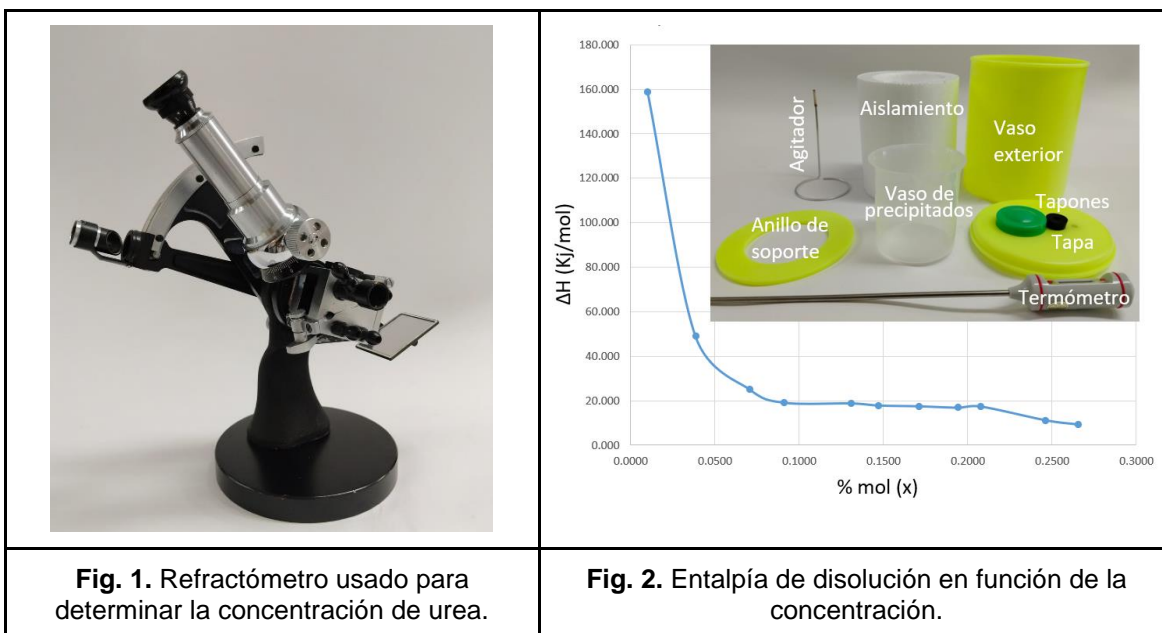 180.000
160.000
140.000
120.000
100.000
80.000
60.000
40.000
20.000
0.000
ΔH (Kj/mol)
0.0000
0.0500
0.1000
0.1500
0.2000
0.2500
0.3000
% mol (x)
Agitador
Aislamiento
Vaso
exterior
Vaso de
precipitados
Tapones
Tapa
Anillo de
soporte
Termómetro
Fig. 1. Refractómetro usado para
determinar la concentración de urea.
Fig. 2. Entalpía de disolución en función de la
concentración.